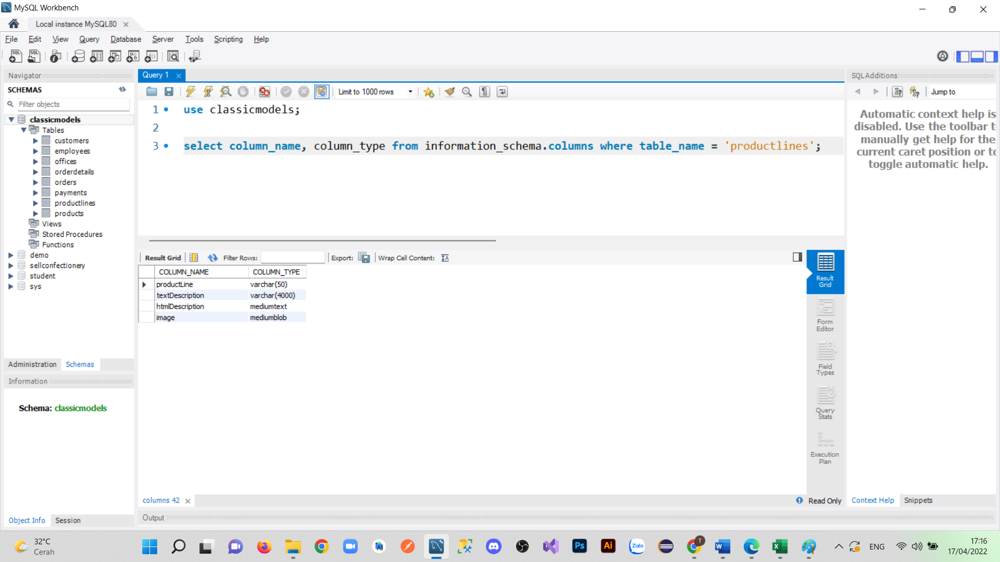 MySQL Workbench
Local instance MySQL80
File Edit View Query Database Server Tools Scripting Help
Navigator
SCHEMAS
Filter objects
classicmodels
Tables
customers
employees
offices
orderdetails
orders
payments
productlines
products
Views
Stored Procedures
Functions
demo
sellconfectionery
student
sys
Administration Schemas
Information
Schema: classicmodels
Object Info Session
Query 1
Limit to 1000 rows
1 use classicmodels;
2
3 select column_name, column_type from information_schema.columns where table_name = 'productlines';
Result Grid Filter Rows: Export: Wrap Cell Content:
COLUMN_NAME COLUMN_TYPE
productLine varchar(50)
textDescription varchar(4000)
htmlDescription mediumtext
image mediumblob
Result
Grid
Form
Editor
Field
Types
Query
Stats
Execution
Plan
columns 42
Read Only
Output
SQLAdditions
Jump to
Automatic context help is
disabled. Use the toolbar t
manually get help for the
current caret position or to
toggle automatic help.
Context Help Snippets
32°C
Cerah
Ps
Ai
Zalo
T
ENG
17:16
17/04/2022